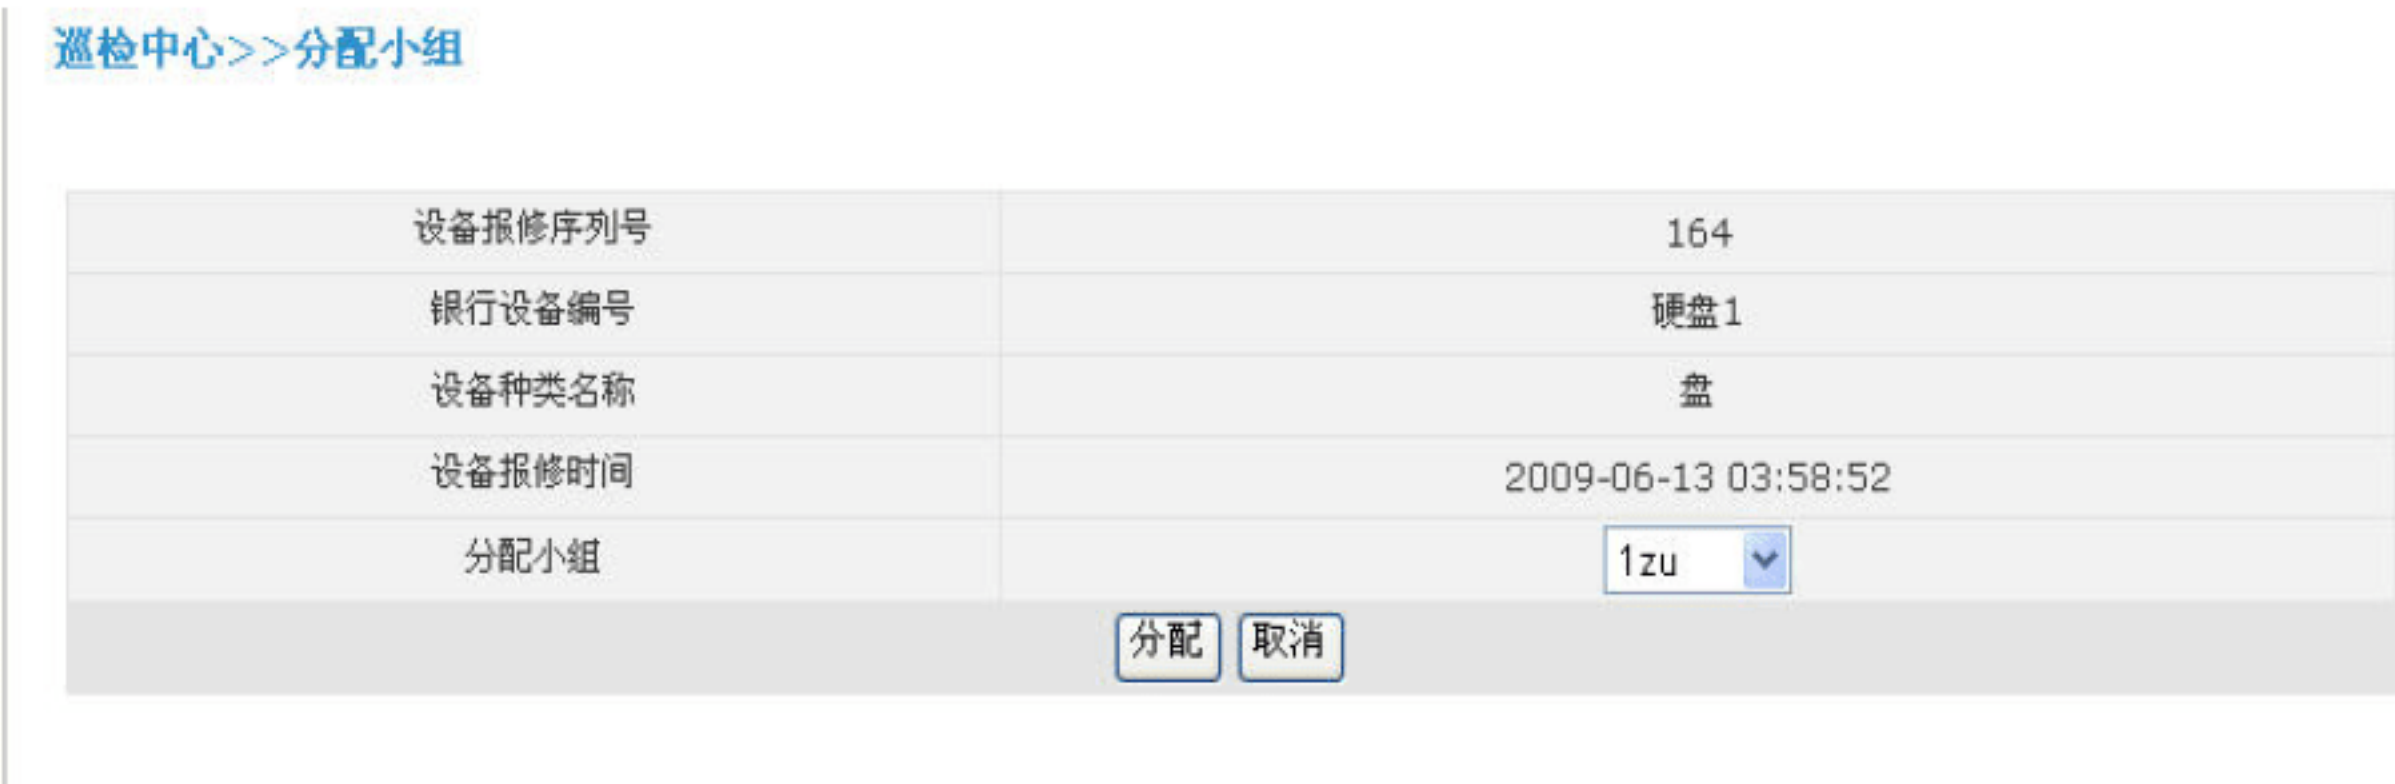 巡检中心>>分配小组
设备报修序列号 164
银行设备编号 硬盘1
设备种类名称 盘
设备报修时间 2009-06-13 03:58:52
分配小组 1zu
分配 取消